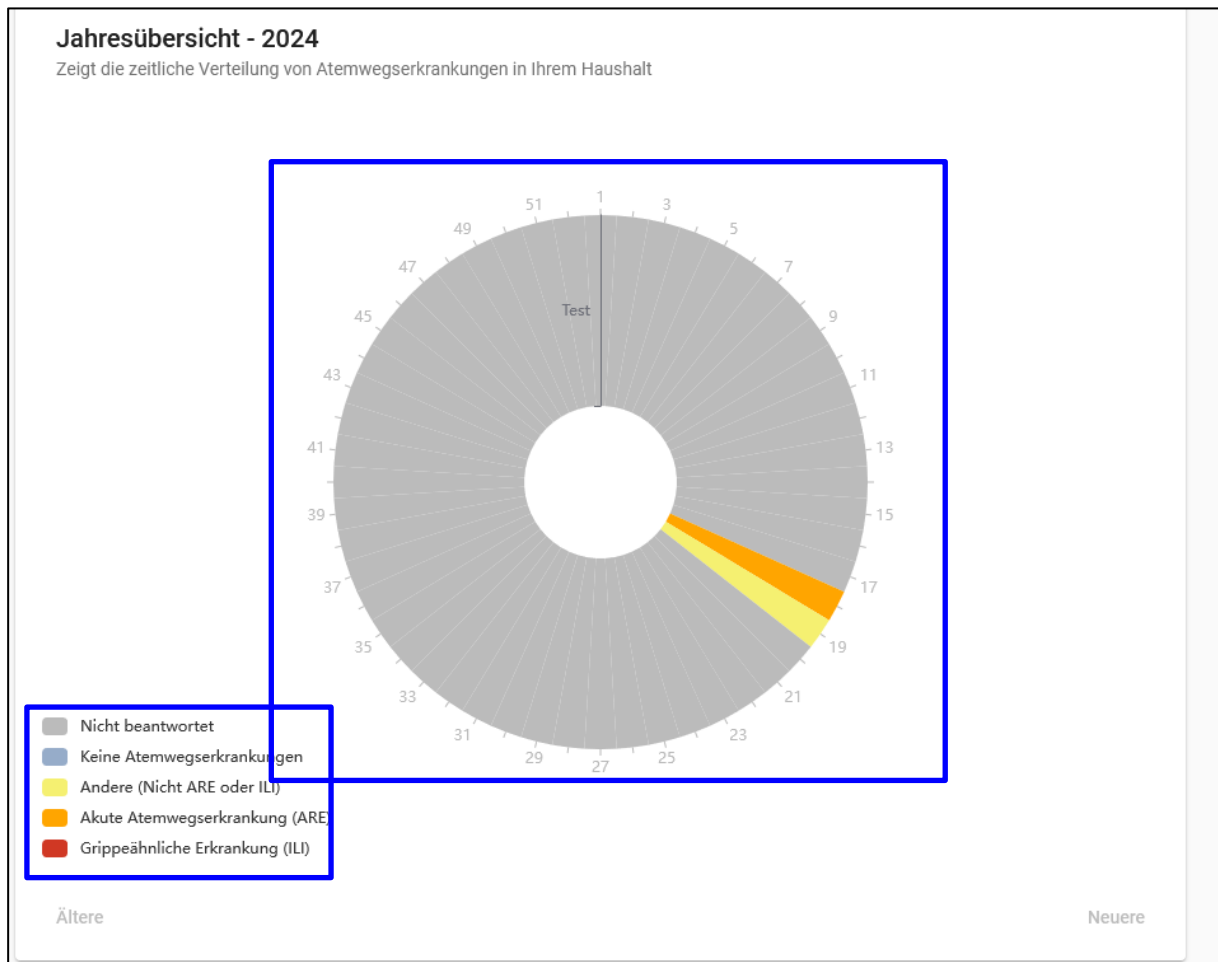 Jahresübersicht - 2024
Zeigt die zeitliche Verteilung von Atemwegserkrankungen in Ihrem Haushalt
1
3
5
7
9
11
13
15
17
19
21
23
25
27
29
31
33
35
37
39
41
43
45
47
49
51
Test
Nicht beantwortet
Keine Atemwegserkrankungen
Andere (Nicht ARE oder ILI)
Akute Atemwegserkrankung (ARE)
Grippeähnliche Erkrankung (ILI)
Ältere
Neuere